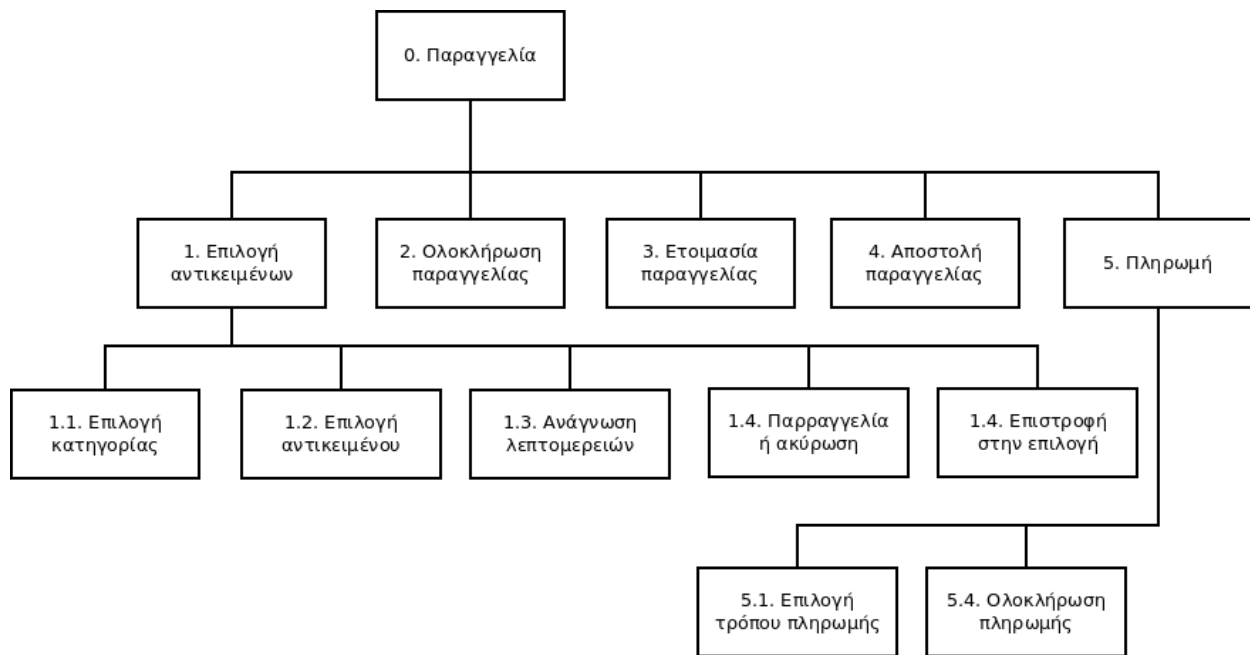 0. Παραγγελία
1. Επιλογή
αντικειμένων
2. Ολοκλήρωση
παραγγελίας
3. Ετοιμασία
παραγγελίας
4. Αποστολή
παραγγελίας
5. Πληρωμή
1.1. Επιλογή
κατηγορίας
1.2. Επιλογή
αντικειμένου
1.3. Ανάγνωση
λεπτομερειών
1.4. Παρραγγελία
ή ακύρωση
1.4. Επιστροφή
στην επιλογή
5.1. Επιλογή
τρόπου πληρωμής
5.4. Ολοκλήρωση
πληρωμής